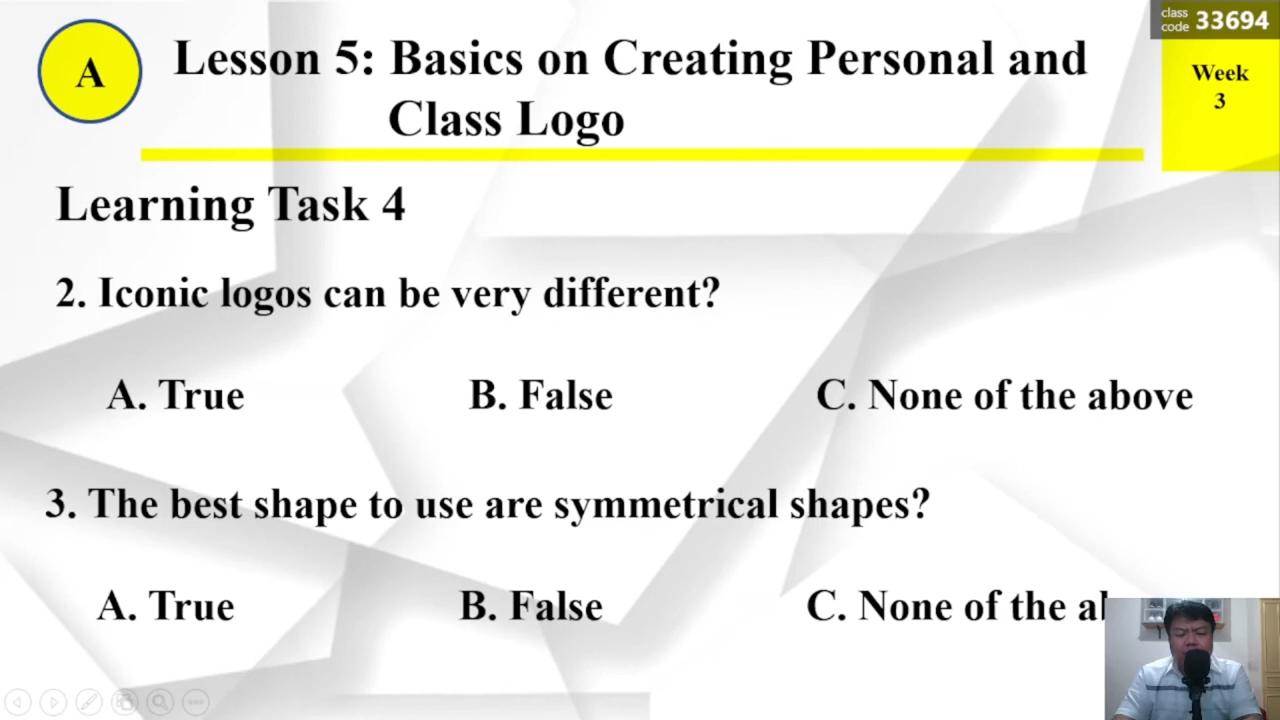 class
code 33694
A
Lesson 5: Basics on Creating Personal and
Class Logo
Week
3
Learning Task 4
2. Iconic logos can be very different?
A. True B. False C. None of the above
3. The best shape to use are symmetrical shapes?
A. True B. False C. None of the